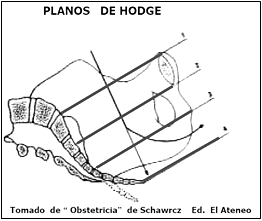 PLANOS DE HODGE
1
2
3
4
Tomado de “ Obstetricia” de Schawrcz Ed. El Ateneo